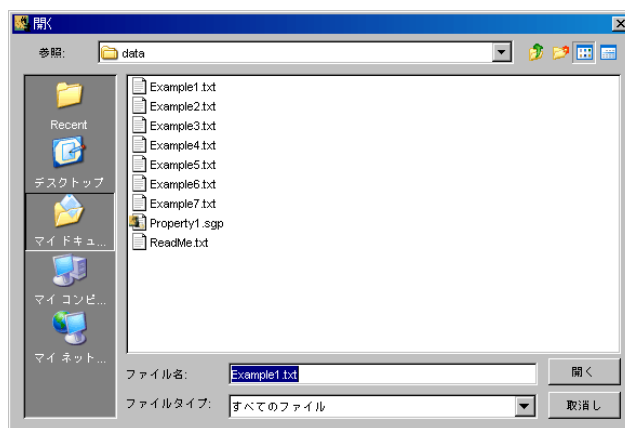 開く
参照: data
Recent
デスクトップ
マイ ドキュ...
マイ コンピ...
マイ ネット...
Example1.txt
Example2.txt
Example3.txt
Example4.txt
Example5.txt
Example6.txt
Example7.txt
Property1.sgp
ReadMe.txt
ファイル名: Example1.txt 開く
ファイルタイプ: すべてのファイル 取消し